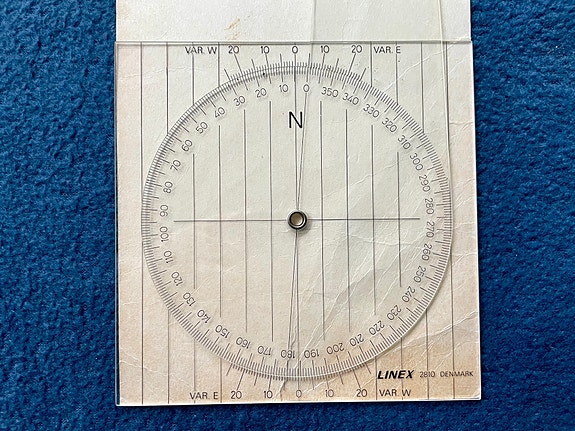 VAR. W 20 10 0 10 20 VAR. E
50 40 30 20 10 0 350 340 330 320 310 300 290 280 270 260 250 240 230 220 210 200 190 180 170 160 150 140 130 120 110 100 90 80 70 60
N
LINEX 2810 DENMARK
VAR. E 20 10 0 10 20 VAR. W